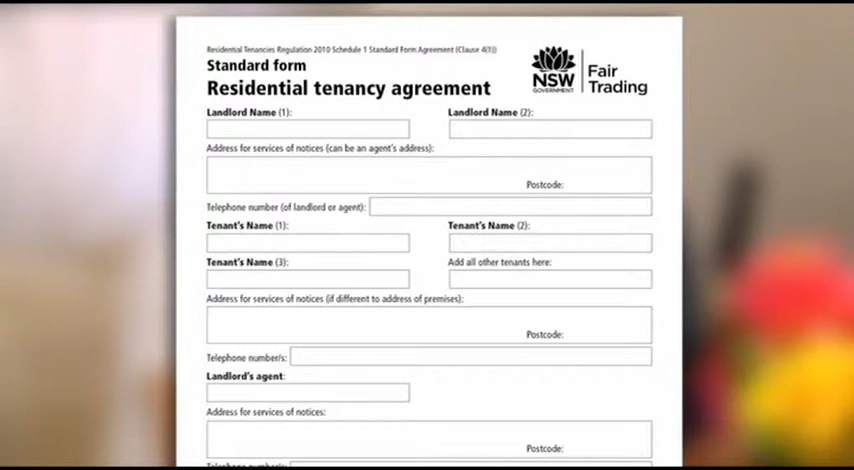 Residential Tenancies Regulation 2010 Schedule 1 Standard Form Agreement (Clause 4(1))
Standard form
Residential tenancy agreement
NSW
GOVERNMENT
Fair
Trading
Landlord Name (1): Landlord Name (2):
Address for services of notices (can be an agent's address):
Postcode:
Telephone number (of landlord or agent):
Tenant's Name (1): Tenant's Name (2):
Tenant's Name (3): Add all other tenants here:
Address for services of notices (if different to address of premises):
Postcode:
Telephone number/s:
Landlord's agent:
Address for services of notices:
Postcode:
Telephone number/s: